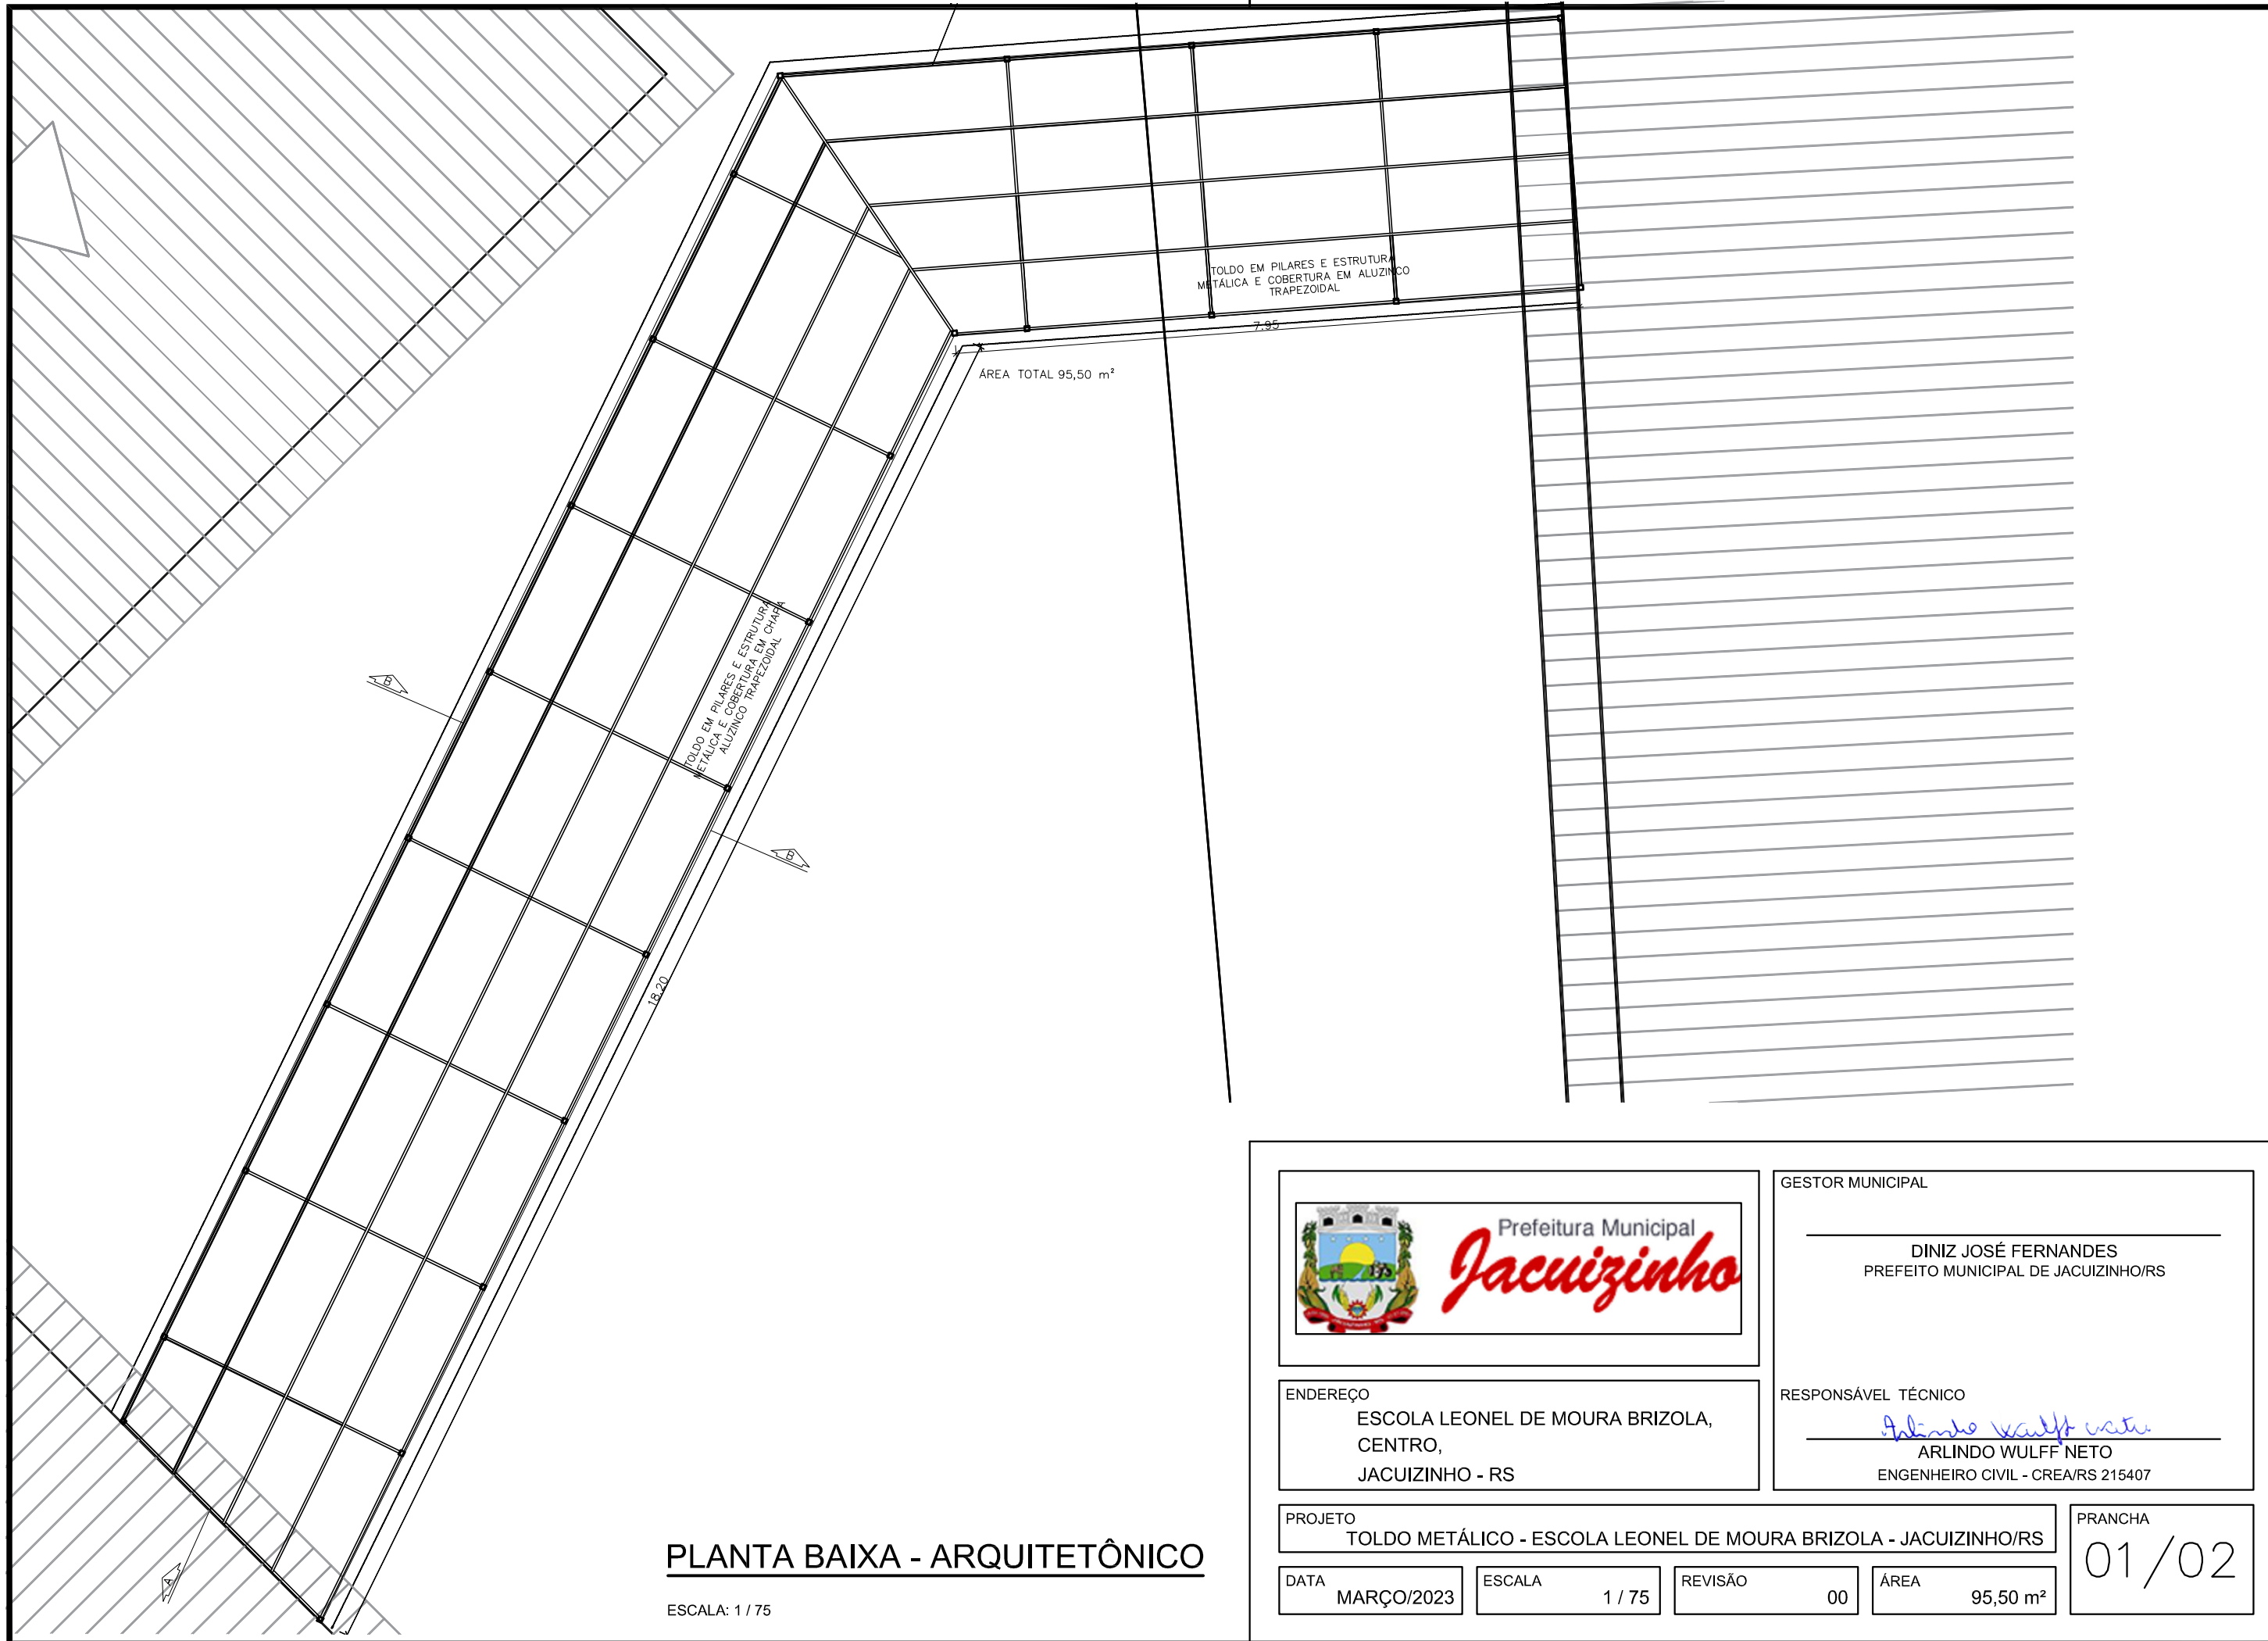 TOLDO EM PILARES E ESTRUTURA
METÁLICA E COBERTURA EM ALUZINCO
TRAPEZOIDAL
7.95
ÁREA TOTAL 95,50 m²
TOLDO EM PILARES E ESTRUTURA
METÁLICA E COBERTURA EM CHAPA
ALUZINCO TRAPEZOIDAL
B
B
18.20
A
PLANTA BAIXA - ARQUITETÔNICO
ESCALA: 1 / 75
Prefeitura Municipal
Jacuizinho
GESTOR MUNICIPAL
DINIZ JOSÉ FERNANDES
PREFEITO MUNICIPAL DE JACUIZINHO/RS
ENDEREÇO
ESCOLA LEONEL DE MOURA BRIZOLA,
CENTRO,
JACUIZINHO - RS
RESPONSÁVEL TÉCNICO
Arlindo Wulff Neto
ARLINDO WULFF NETO
ENGENHEIRO CIVIL - CREA/RS 215407
PROJETO
TOLDO METÁLICO - ESCOLA LEONEL DE MOURA BRIZOLA - JACUIZINHO/RS
PRANCHA
01/02
DATA
MARÇO/2023
ESCALA
1 / 75
REVISÃO
00
ÁREA
95,50 m²